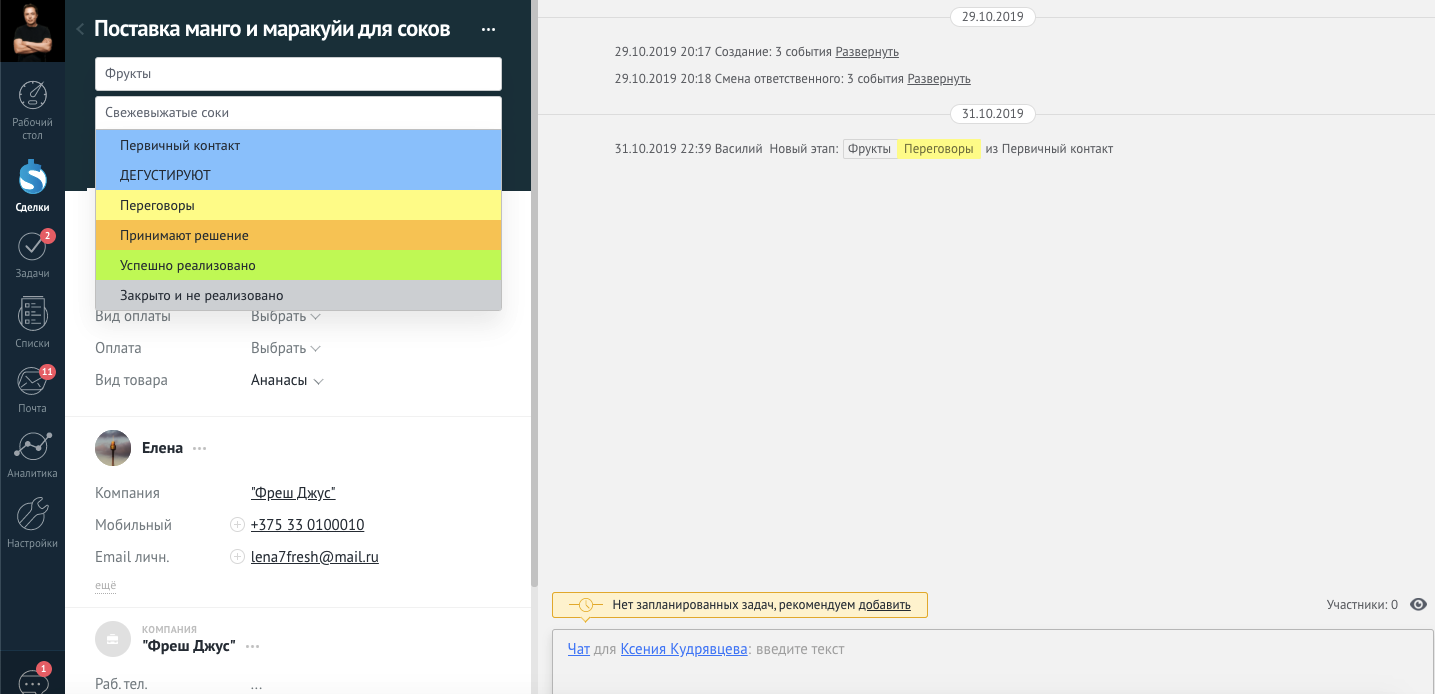 Поставка манго и маракуйи для соков
Фрукты
Свежевыжатые соки
Первичный контакт
ДЕГУСТИРУЮТ
Переговоры
Принимают решение
Успешно реализовано
Закрыто и не реализовано
Вид оплаты Выбрать
Оплата Выбрать
Вид товара Ананасы
Елена
Компания "Фреш Джус"
Мобильный +375 33 0100010
Email личн. lena7fresh@mail.ru
ещё
КОМПАНИЯ
"Фреш Джус"
Раб. тел. ...
Рабочий
стол
Сделки
2
Задачи
Списки
11
Почта
Аналитика
Настройки
1
29.10.2019
29.10.2019 20:17 Создание: 3 события Развернуть
29.10.2019 20:18 Смена ответственного: 3 события Развернуть
31.10.2019
31.10.2019 22:39 Василий Новый этап: Фрукты Переговоры из Первичный контакт
Нет запланированных задач, рекомендуем добавить
Участники: 0
Чат для Ксения Кудрявцева: введите текст